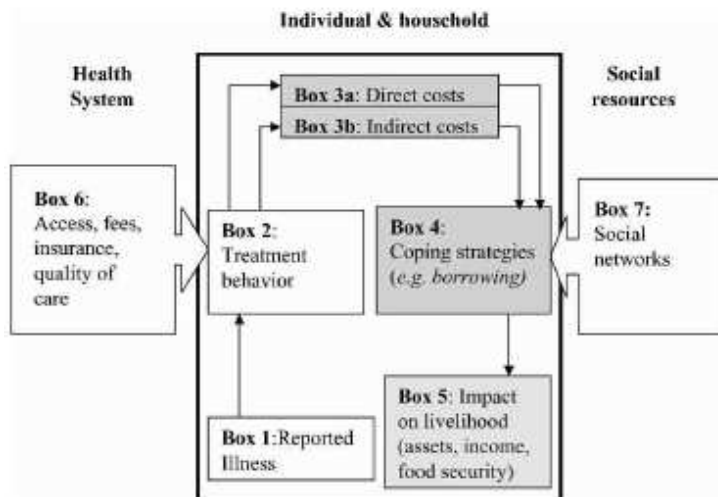 Individual & household
Health
System
Social
resources
Box 3a: Direct costs
Box 3b: Indirect costs
Box 6:
Access, fees,
insurance,
quality of
care
Box 2:
Treatment
behavior
Box 4:
Coping strategies
(e.g. borrowing)
Box 7:
Social
networks
Box 1:Reported
Illness
Box 5: Impact
on livelihood
(assets, income,
food security)